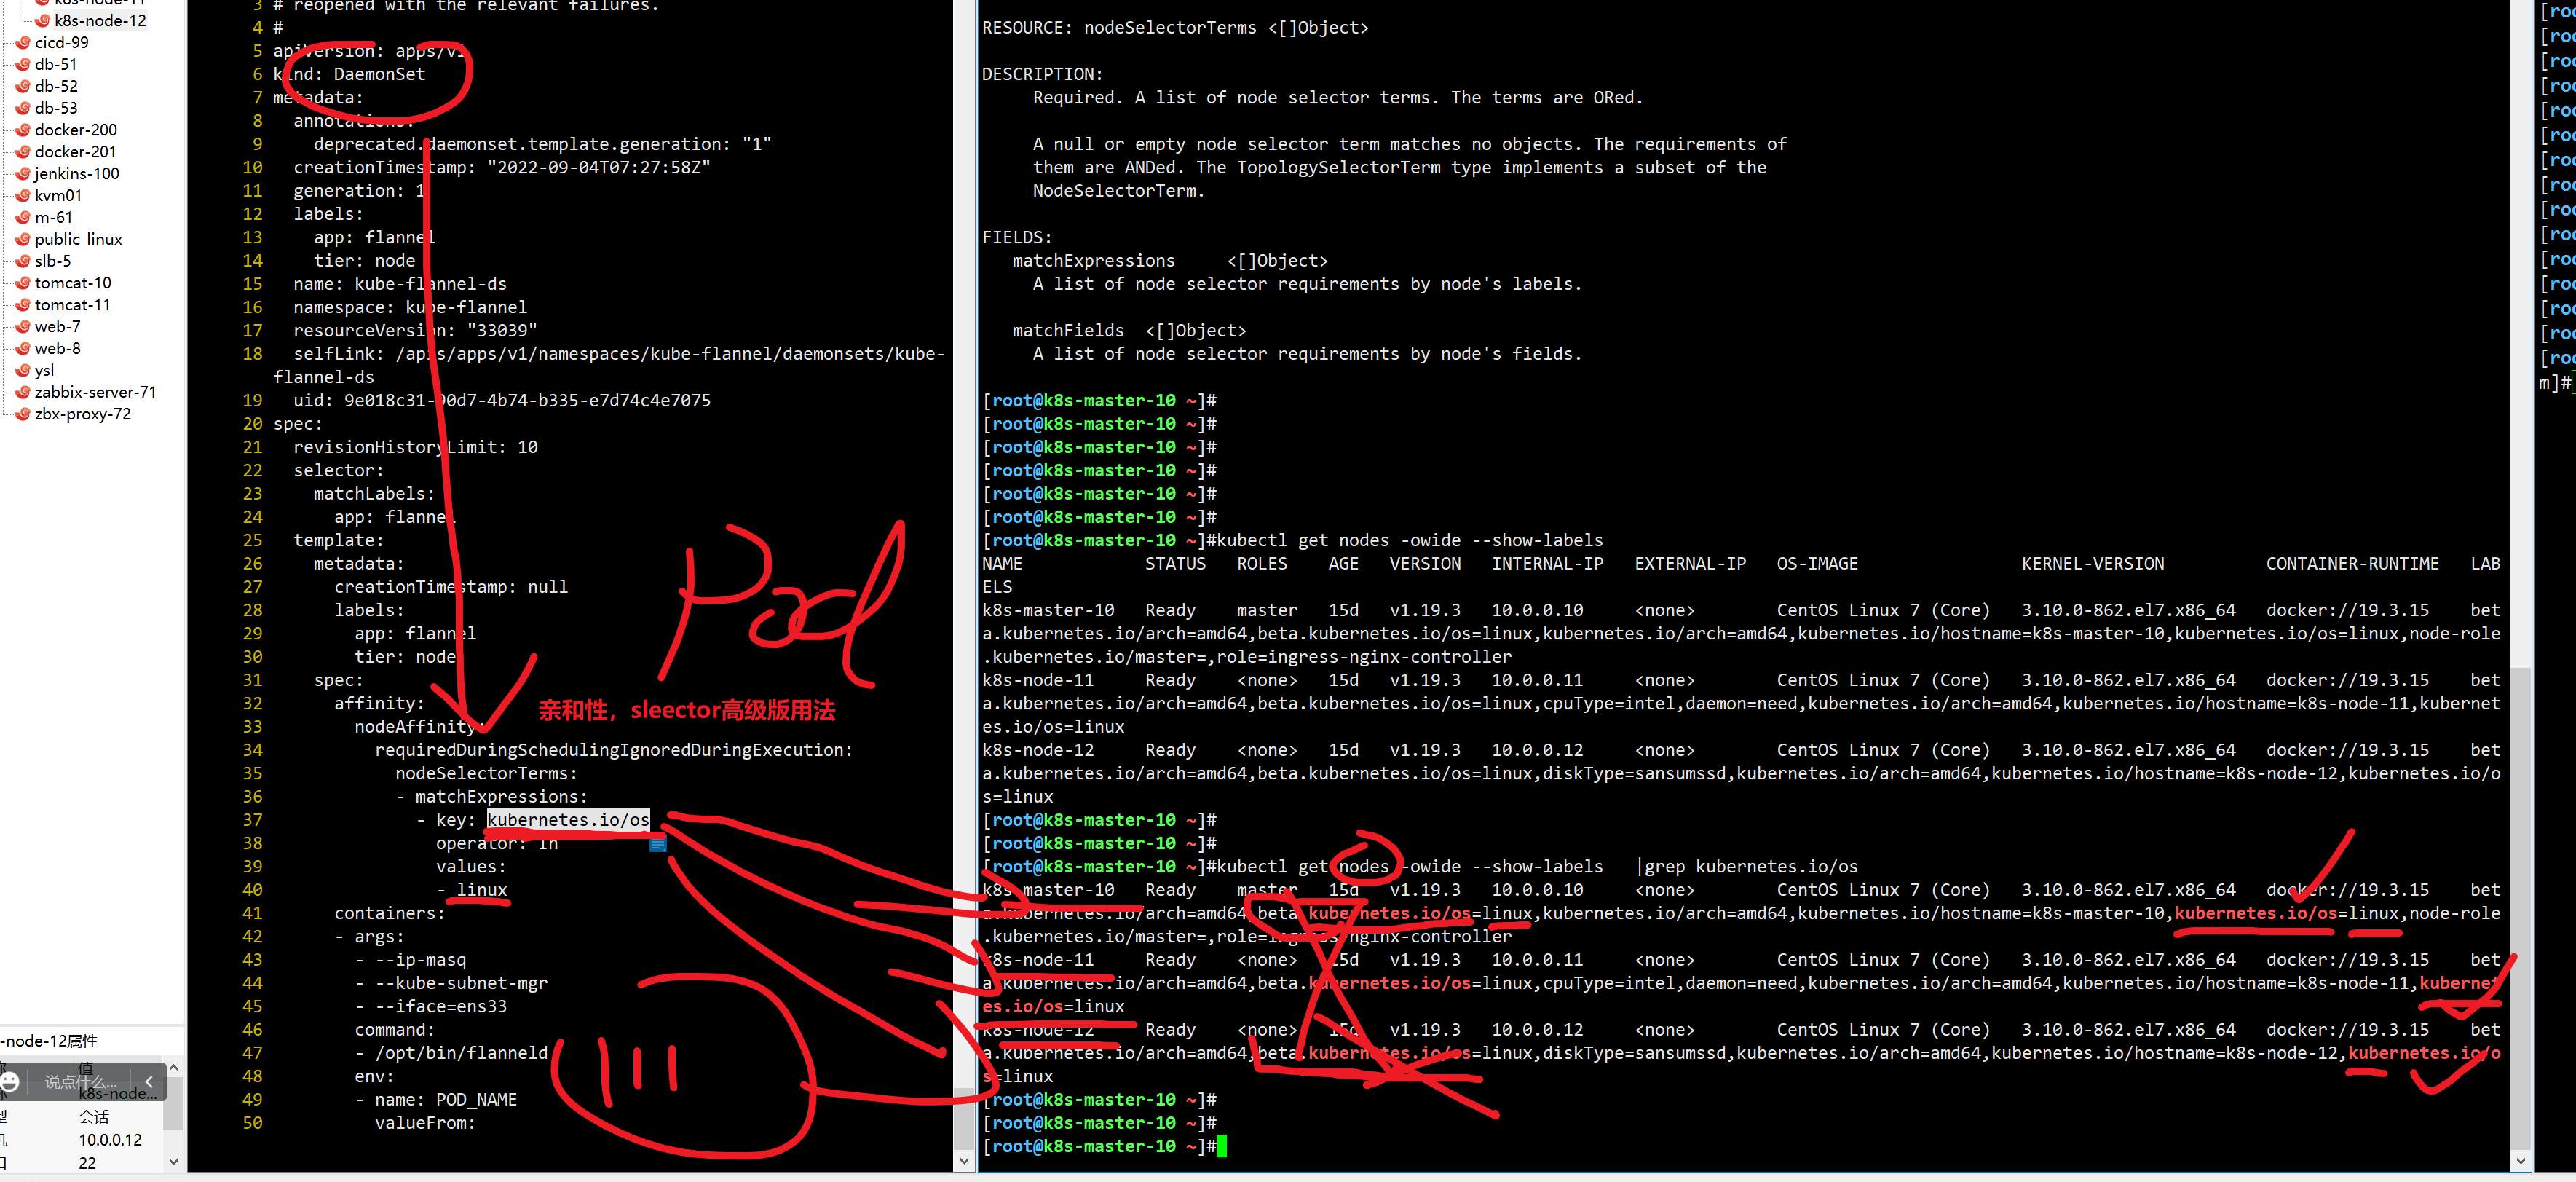 k8s-node-11
k8s-node-12
cicd-99
db-51
db-52
db-53
docker-200
docker-201
jenkins-100
kvm01
m-61
public_linux
slb-5
tomcat-10
tomcat-11
web-7
web-8
ysl
zabbix-server-71
zbx-proxy-72
-node-12属性
值
说点什么...
k8s-node...
会话
10.0.0.12
22
3 # reopened with the relevant failures.
4 #
5 apiVersion: apps/v1
6 kind: DaemonSet
7 metadata:
8 annotations:
9 deprecated.daemonset.template.generation: "1"
10 creationTimestamp: "2022-09-04T07:27:58Z"
11 generation: 1
12 labels:
13 app: flannel
14 tier: node
15 name: kube-flannel-ds
16 namespace: kube-flannel
17 resourceVersion: "33039"
18 selfLink: /apis/apps/v1/namespaces/kube-flannel/daemonsets/kube-
flannel-ds
19 uid: 9e018c31-90d7-4b74-b335-e7d74c4e7075
20 spec:
21 revisionHistoryLimit: 10
22 selector:
23 matchLabels:
24 app: flannel
25 template:
26 metadata:
27 creationTimestamp: null
28 labels:
29 app: flannel
30 tier: node
31 spec:
32 affinity:
33 nodeAffinity:
34 requiredDuringSchedulingIgnoredDuringExecution:
35 nodeSelectorTerms:
36 - matchExpressions:
37 - key: kubernetes.io/os
38 operator: In
39 values:
40 - linux
41 containers:
42 - args:
43 - --ip-masq
44 - --kube-subnet-mgr
45 - --iface=ens33
46 command:
47 - /opt/bin/flanneld
48 env:
49 - name: POD_NAME
50 valueFrom:
Pod
亲和性，sleector高级版用法
RESOURCE: nodeSelectorTerms <[]Object>
DESCRIPTION:
Required. A list of node selector terms. The terms are ORed.
A null or empty node selector term matches no objects. The requirements of
them are ANDed. The TopologySelectorTerm type implements a subset of the
NodeSelectorTerm.
FIELDS:
matchExpressions <[]Object>
A list of node selector requirements by node's labels.
matchFields <[]Object>
A list of node selector requirements by node's fields.
[root@k8s-master-10 ~]#
[root@k8s-master-10 ~]#
[root@k8s-master-10 ~]#
[root@k8s-master-10 ~]#
[root@k8s-master-10 ~]#
[root@k8s-master-10 ~]#
[root@k8s-master-10 ~]#kubectl get nodes -owide --show-labels
NAME STATUS ROLES AGE VERSION INTERNAL-IP EXTERNAL-IP OS-IMAGE KERNEL-VERSION CONTAINER-RUNTIME LAB
ELS
k8s-master-10 Ready master 15d v1.19.3 10.0.0.10 <none> CentOS Linux 7 (Core) 3.10.0-862.el7.x86_64 docker://19.3.15 bet
a.kubernetes.io/arch=amd64,beta.kubernetes.io/os=linux,kubernetes.io/arch=amd64,kubernetes.io/hostname=k8s-master-10,kubernetes.io/os=linux,node-role
.kubernetes.io/master=,role=ingress-nginx-controller
k8s-node-11 Ready <none> 15d v1.19.3 10.0.0.11 <none> CentOS Linux 7 (Core) 3.10.0-862.el7.x86_64 docker://19.3.15 bet
a.kubernetes.io/arch=amd64,beta.kubernetes.io/os=linux,cpuType=intel,daemon=need,kubernetes.io/arch=amd64,kubernetes.io/hostname=k8s-node-11,kubernet
es.io/os=linux
k8s-node-12 Ready <none> 15d v1.19.3 10.0.0.12 <none> CentOS Linux 7 (Core) 3.10.0-862.el7.x86_64 docker://19.3.15 bet
a.kubernetes.io/arch=amd64,beta.kubernetes.io/os=linux,diskType=sansumssd,kubernetes.io/arch=amd64,kubernetes.io/hostname=k8s-node-12,kubernetes.io/o
s=linux
[root@k8s-master-10 ~]#
[root@k8s-master-10 ~]#
[root@k8s-master-10 ~]#kubectl get nodes -owide --show-labels |grep kubernetes.io/os
k8s-master-10 Ready master 15d v1.19.3 10.0.0.10 <none> CentOS Linux 7 (Core) 3.10.0-862.el7.x86_64 docker://19.3.15 bet
a.kubernetes.io/arch=amd64,beta.kubernetes.io/os=linux,kubernetes.io/arch=amd64,kubernetes.io/hostname=k8s-master-10,kubernetes.io/os=linux,node-role
.kubernetes.io/master=,role=ingress-nginx-controller
k8s-node-11 Ready <none> 15d v1.19.3 10.0.0.11 <none> CentOS Linux 7 (Core) 3.10.0-862.el7.x86_64 docker://19.3.15 bet
a.kubernetes.io/arch=amd64,beta.kubernetes.io/os=linux,cpuType=intel,daemon=need,kubernetes.io/arch=amd64,kubernetes.io/hostname=k8s-node-11,kubernet
es.io/os=linux
k8s-node-12 Ready <none> 15d v1.19.3 10.0.0.12 <none> CentOS Linux 7 (Core) 3.10.0-862.el7.x86_64 docker://19.3.15 bet
a.kubernetes.io/arch=amd64,beta.kubernetes.io/os=linux,diskType=sansumssd,kubernetes.io/arch=amd64,kubernetes.io/hostname=k8s-node-12,kubernetes.io/o
s=linux
[root@k8s-master-10 ~]#
[root@k8s-master-10 ~]#
[root@k8s-master-10 ~]#
m]#